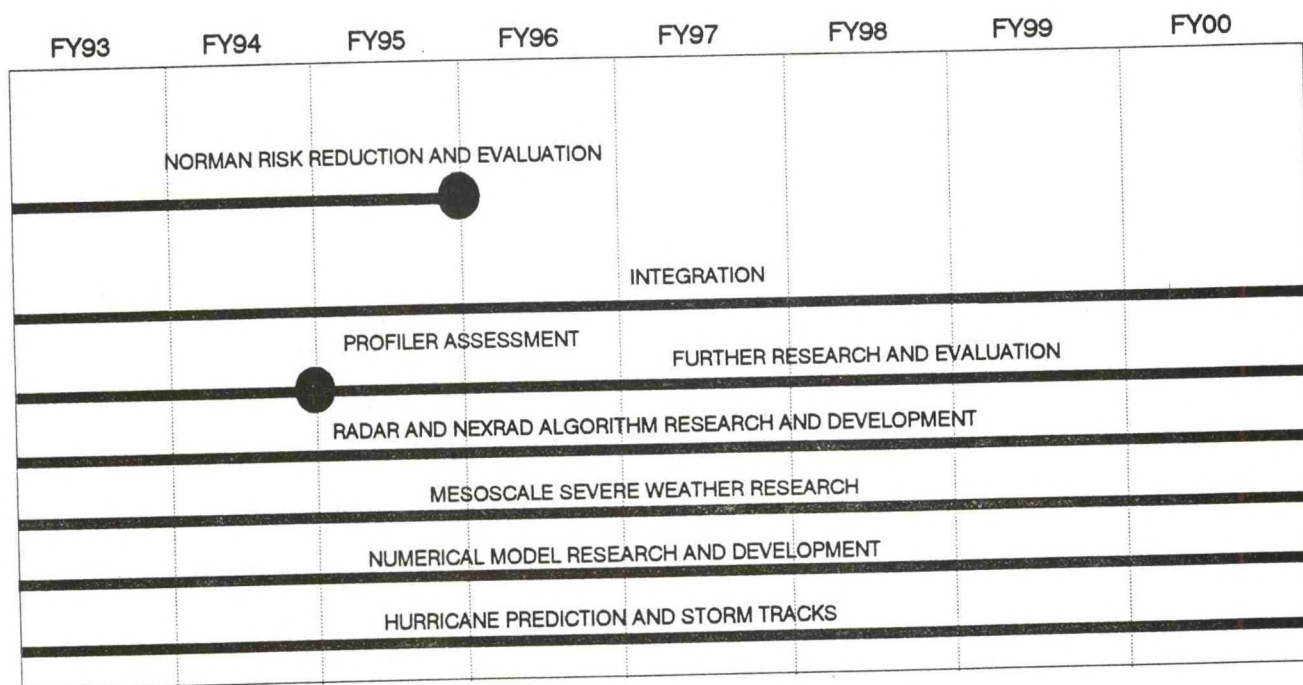 FY93 FY94 FY95 FY96 FY97 FY98 FY99 FY00
NORMAN RISK REDUCTION AND EVALUATION
INTEGRATION
PROFILER ASSESSMENT
FURTHER RESEARCH AND EVALUATION
RADAR AND NEXRAD ALGORITHM RESEARCH AND DEVELOPMENT
MESOSCALE SEVERE WEATHER RESEARCH
NUMERICAL MODEL RESEARCH AND DEVELOPMENT
HURRICANE PREDICTION AND STORM TRACKS